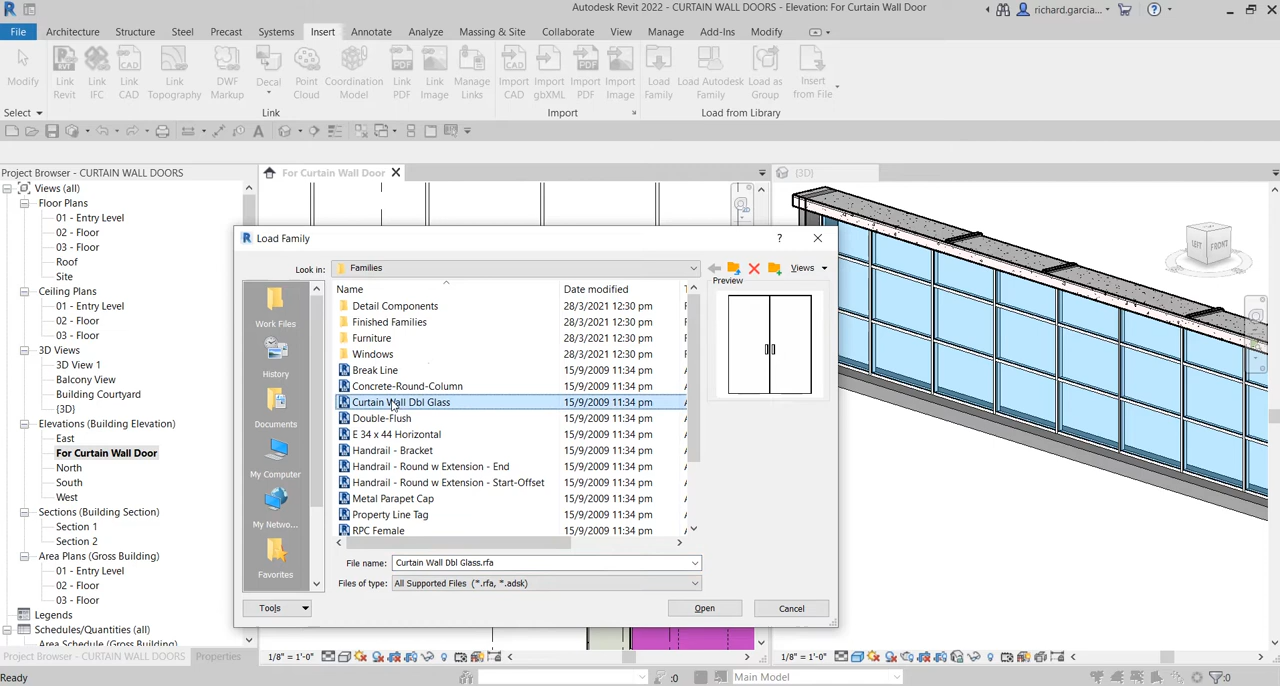 Autodesk Revit 2022 - CURTAIN WALL DOORS - Elevation: For Curtain Wall Door
richard.garcia...
File Architecture Structure Steel Precast Systems Insert Annotate Analyze Massing & Site Collaborate View Manage Add-Ins Modify
Modify
Link Revit
Link IFC
Link CAD
Link Topography
DWF Markup
Decal
Point Cloud
Coordination Model
Link PDF
Link Image
Manage Links
Import CAD
Import gbXML
Import PDF
Import Image
Load Family
Load Autodesk Family
Load as Group
Insert from File
Select
Link
Import
Load from Library
Project Browser - CURTAIN WALL DOORS
For Curtain Wall Door
{3D}
Views (all)
Floor Plans
01 - Entry Level
02 - Floor
03 - Floor
Roof
Site
Ceiling Plans
01 - Entry Level
02 - Floor
03 - Floor
3D Views
3D View 1
Balcony View
Building Courtyard
{3D}
Elevations (Building Elevation)
East
For Curtain Wall Door
North
South
West
Sections (Building Section)
Section 1
Section 2
Area Plans (Gross Building)
01 - Entry Level
02 - Floor
03 - Floor
Legends
Schedules/Quantities (all)
Area Schedule (Gross Building)
Project Browser - CURTAIN WALL DOORS Properties
Load Family
?
Look in: Families
Views
Work Files
History
Documents
My Computer
My Netwo...
Favorites
Name Date modified
Detail Components 28/3/2021 12:30 pm
Finished Families 28/3/2021 12:30 pm
Furniture 28/3/2021 12:30 pm
Windows 28/3/2021 12:30 pm
Break Line 15/9/2009 11:34 pm
Concrete-Round-Column 15/9/2009 11:34 pm
Curtain Wall Dbl Glass 15/9/2009 11:34 pm
Double-Flush 15/9/2009 11:34 pm
E 34 x 44 Horizontal 15/9/2009 11:34 pm
Handrail - Bracket 15/9/2009 11:34 pm
Handrail - Round w Extension - End 15/9/2009 11:34 pm
Handrail - Round w Extension - Start-Offset 15/9/2009 11:34 pm
Metal Parapet Cap 15/9/2009 11:34 pm
Property Line Tag 15/9/2009 11:34 pm
RPC Female 15/9/2009 11:34 pm
Preview
File name: Curtain Wall Dbl Glass.rfa
Files of type: All Supported Files (*.rfa, *.adsk)
Tools
Open
Cancel
LEFT FRONT
1/8" = 1'-0"
1/8" = 1'-0"
Ready
:0
Main Model
:0